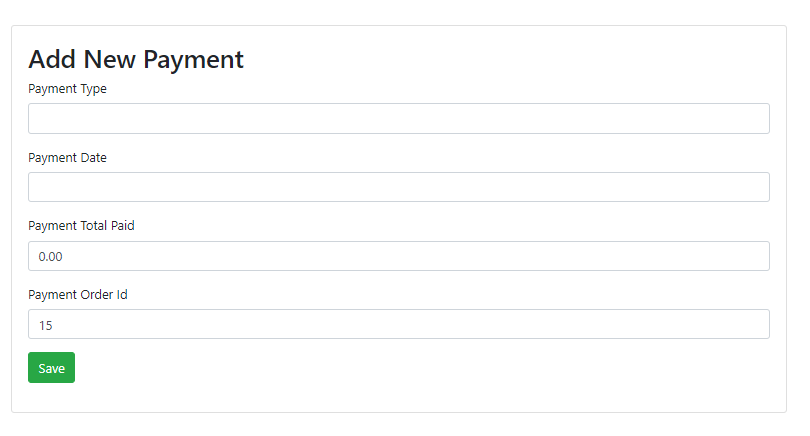 Add New Payment
Payment Type
Payment Date
Payment Total Paid
0.00
Payment Order Id
15
Save